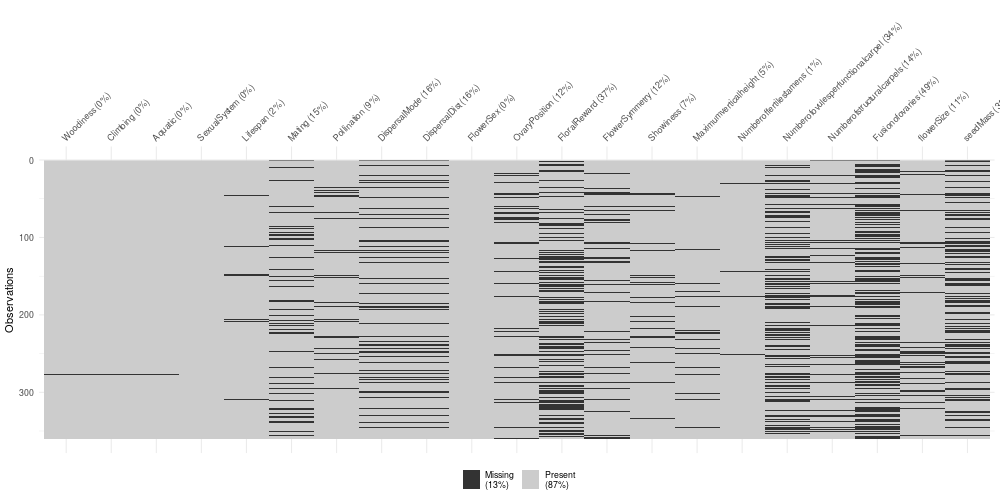 Woodiness (0%)
Climbing (0%)
Aquatic (0%)
SexualSystem (0%)
Lifespan (2%)
Mating (15%)
Pollination (9%)
DispersalMode (16%)
DispersalDist (16%)
FlowerSex (0%)
OvaryPosition (12%)
FloralReward (37%)
FlowerSymmetry (12%)
Showiness (7%)
Maximumverticalheight (5%)
Numberoffertilestamens (1%)
Numberofovulesperfunctionalcarpel (34%)
Numberofstructuralcarpels (14%)
Fusionofovaries (49%)
flowerSize (11%)
seedMass (3
0
100
200
300
Observations
Missing
(13%)
Present
(87%)